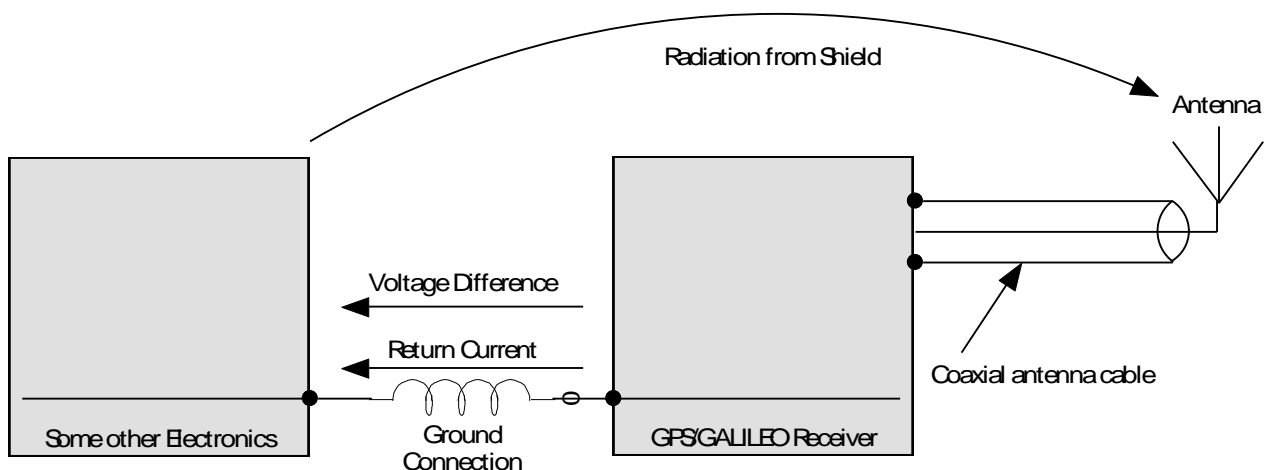 Radiation from Shield
Antenna
Voltage Difference
Return Current
Coaxial antenna cable
Some other Electronics
Ground
Connection
GPS/GALILEO Receiver